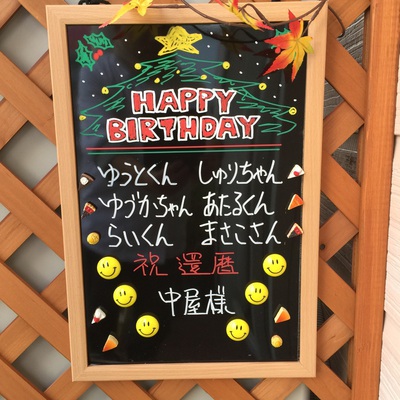 HAPPY
BIRTHDAY
ゆうとくん しゅりちゃん
ゆづかちゃん あたるくん
らいくん まさこさん
祝還暦
中屋様